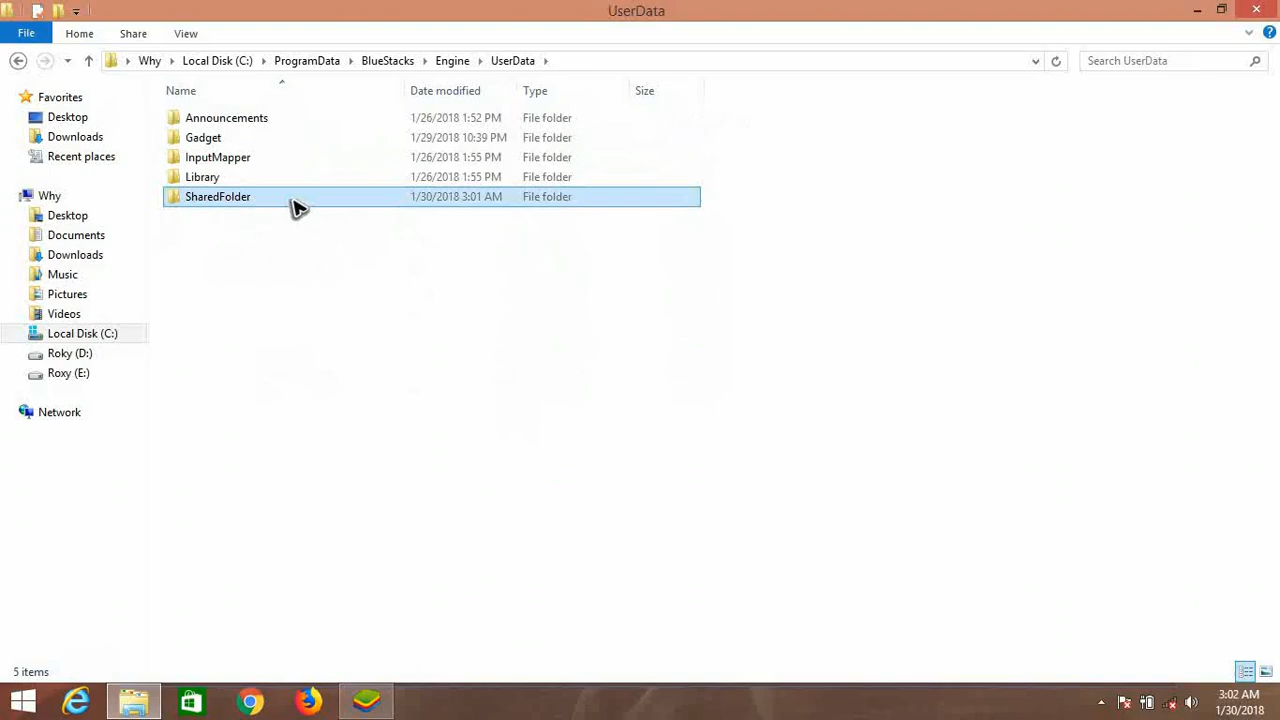 UserData
File Home Share View
Why Local Disk (C:) ProgramData BlueStacks Engine UserData Search UserData
Name Date modified Type Size
Favorites
Desktop
Downloads
Recent places
Why
Desktop
Documents
Downloads
Music
Pictures
Videos
Local Disk (C:)
Roky (D:)
Roxy (E:)
Network
Announcements 1/26/2018 1:52 PM File folder
Gadget 1/29/2018 10:39 PM File folder
InputMapper 1/26/2018 1:55 PM File folder
Library 1/26/2018 1:55 PM File folder
SharedFolder 1/30/2018 3:01 AM File folder
5 items
3:02 AM
1/30/2018